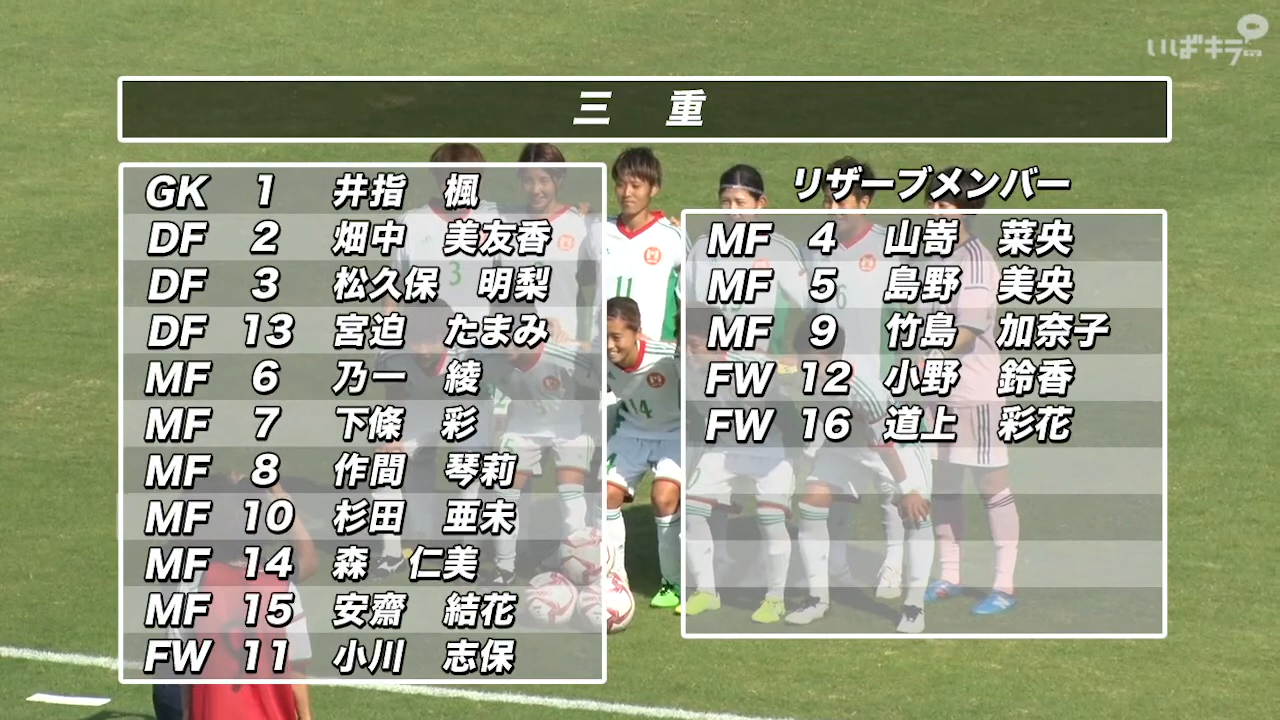 いばキラ
三 重
GK 1 井指 楓
DF 2 畑中 美友香
DF 3 松久保 明梨
DF 13 宮迫 たまみ
MF 6 乃一 綾
MF 7 下條 彩
MF 8 作間 琴莉
MF 10 杉田 亜未
MF 14 森 仁美
MF 15 安齋 結花
FW 11 小川 志保
リザーブメンバー
MF 4 山嵜 菜央
MF 5 島野 美央
MF 9 竹島 加奈子
FW 12 小野 鈴香
FW 16 道上 彩花
11
14
3